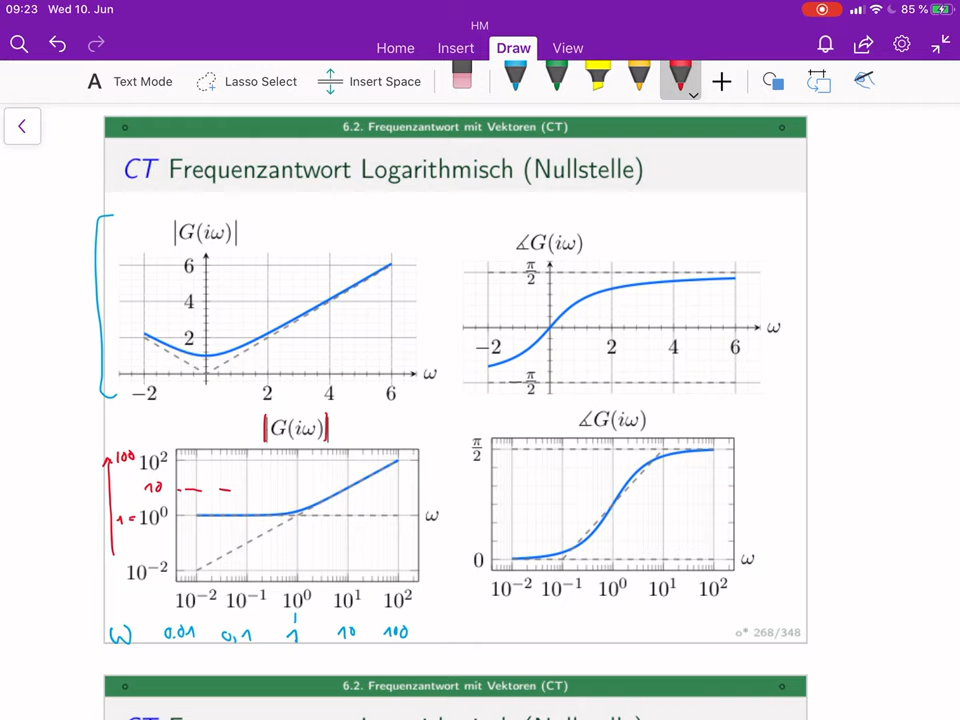 09:23 Wed 10. Jun
85 %
HM
Home Insert Draw View
A Text Mode Lasso Select Insert Space
6.2. Frequenzantwort mit Vektoren (CT)
CT Frequenzantwort Logarithmisch (Nullstelle)
|G(iω)|
6
4
2
−2 2 4 6 ω
∡G(iω)
π/2
−2 2 4 6 ω
−π/2
|G(iω)|
100 10² 
10
1= 10⁰ ω
10⁻²
10⁻² 10⁻¹ 10⁰ 10¹ 10²
ω 0.01 0,1 1 10 100
∡G(iω)
π/2
0 ω
10⁻² 10⁻¹ 10⁰ 10¹ 10²
o* 268/348
6.2. Frequenzantwort mit Vektoren (CT)